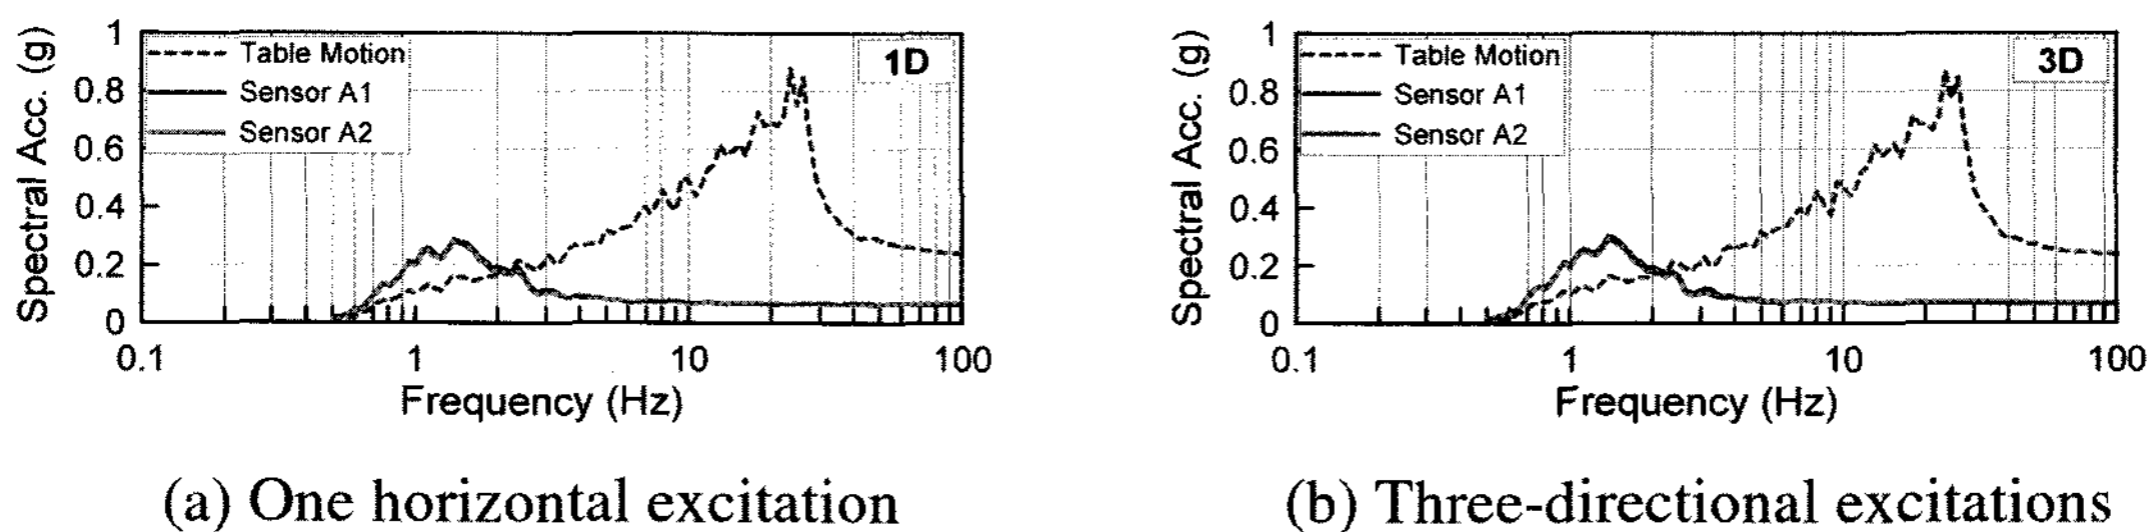 1
0.8
0.6
0.4
0.2
0
Spectral Acc. (g)
Table Motion
Sensor A1
Sensor A2
1D
0.1 1 10 100
Frequency (Hz)
(a) One horizontal excitation
1
0.8
0.6
0.4
0.2
0
Spectral Acc. (g)
Table Motion
Sensor A1
Sensor A2
3D
0.1 1 10 100
Frequency (Hz)
(b) Three-directional excitations